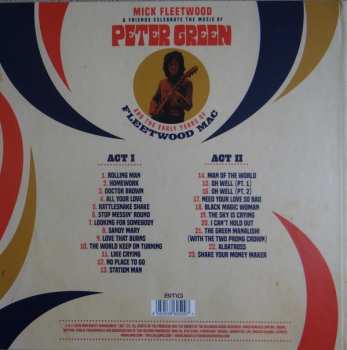 MICK FLEETWOOD
& FRIENDS CELEBRATE THE MUSIC OF
PETER GREEN
AND THE EARLY YEARS OF
FLEETWOOD MAC
ACT I
1. ROLLING MAN
2. HOMEWORK
3. DOCTOR BROWN
4. ALL YOUR LOVE
5. RATTLESNAKE SHAKE
6. STOP MESSIN' ROUND
7. LOOKING FOR SOMEBODY
8. SANDY MARY
9. LOVE THAT BURNS
10. THE WORLD KEEP ON TURNING
11. LIKE CRYING
12. NO PLACE TO GO
13. STATION MAN
ACT II
14. MAN OF THE WORLD
15. OH WELL (PT. 1)
16. OH WELL (PT. 2)
17. NEED YOUR LOVE SO BAD
18. BLACK MAGIC WOMAN
19. THE SKY IS CRYING
20. I CAN'T HOLD OUT
21. THE GREEN MANALISHI
(WITH THE TWO PRONG CROWN)
22. ALBATROSS
23. SHAKE YOUR MONEY MAKER
BMG